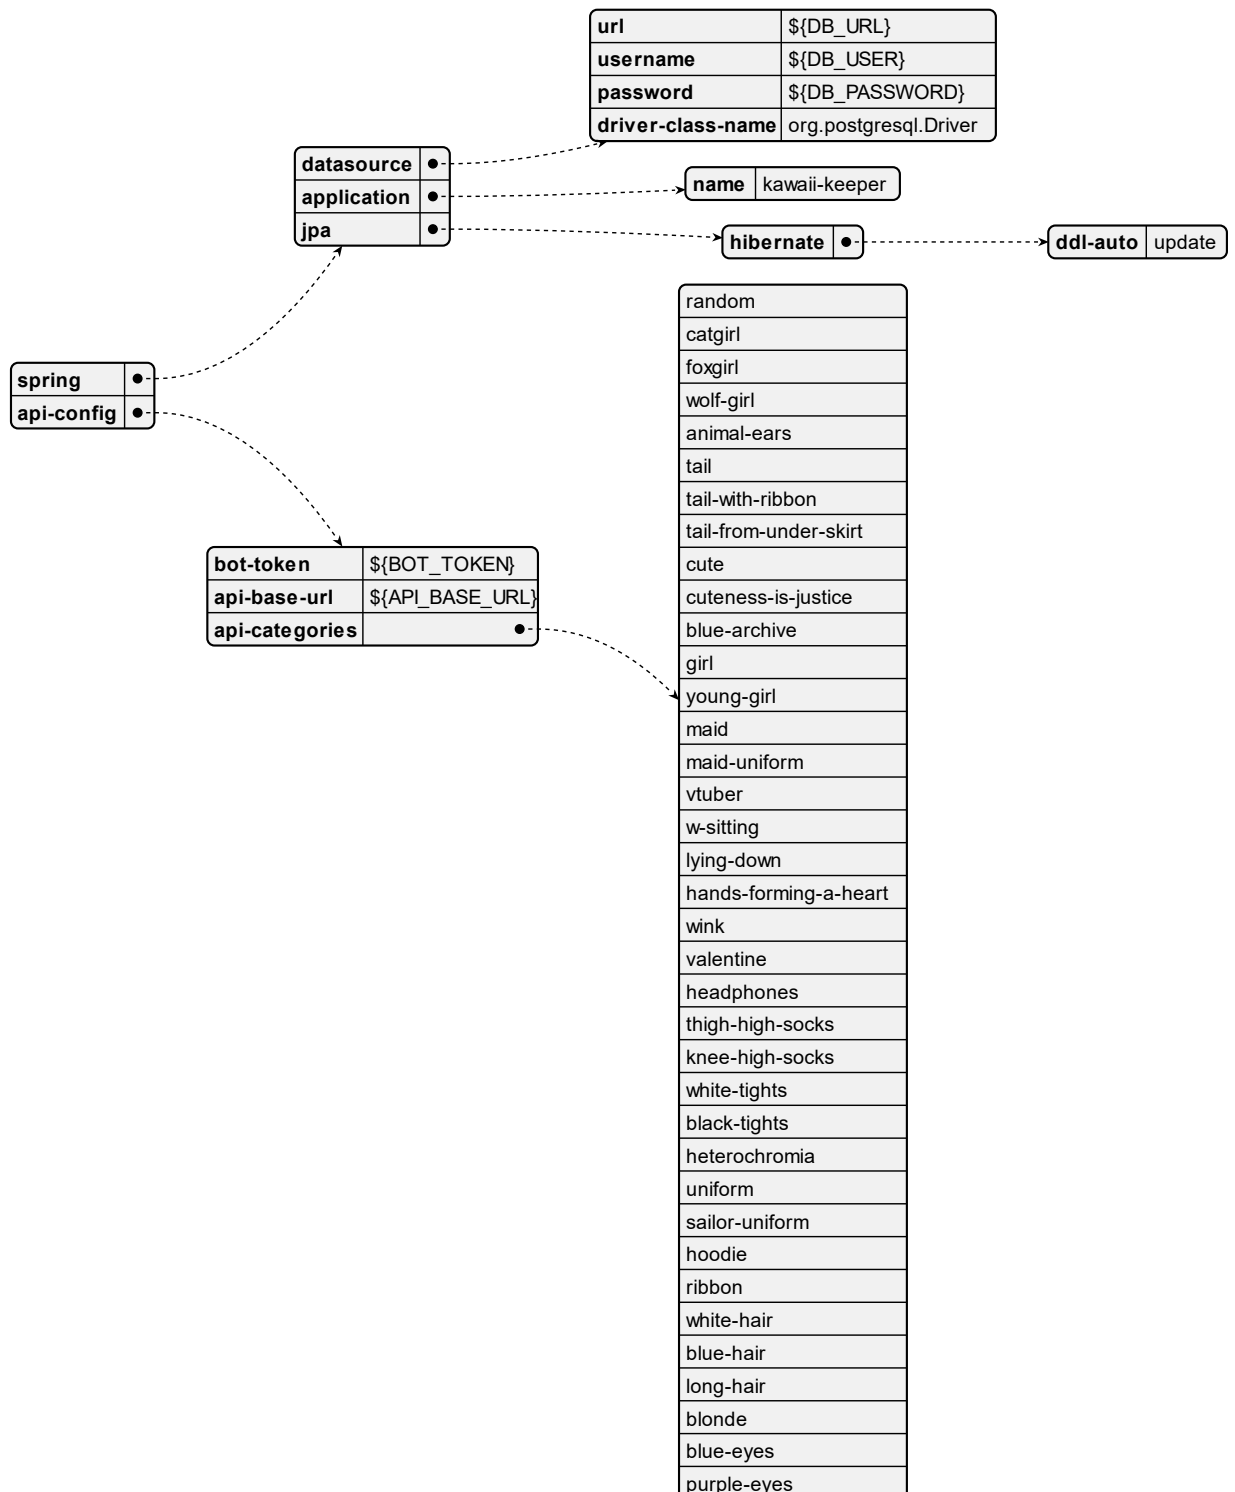 url ${DB_URL}
username ${DB_USER}
password ${DB_PASSWORD}
driver-class-name org.postgresql.Driver
datasource
application
jpa
name kawaii-keeper
hibernate
ddl-auto update
spring
api-config
bot-token ${BOT_TOKEN}
api-base-url ${API_BASE_URL}
api-categories
random
catgirl
foxgirl
wolf-girl
animal-ears
tail
tail-with-ribbon
tail-from-under-skirt
cute
cuteness-is-justice
blue-archive
girl
young-girl
maid
maid-uniform
vtuber
w-sitting
lying-down
hands-forming-a-heart
wink
valentine
headphones
thigh-high-socks
knee-high-socks
white-tights
black-tights
heterochromia
uniform
sailor-uniform
hoodie
ribbon
white-hair
blue-hair
long-hair
blonde
blue-eyes
purple-eyes